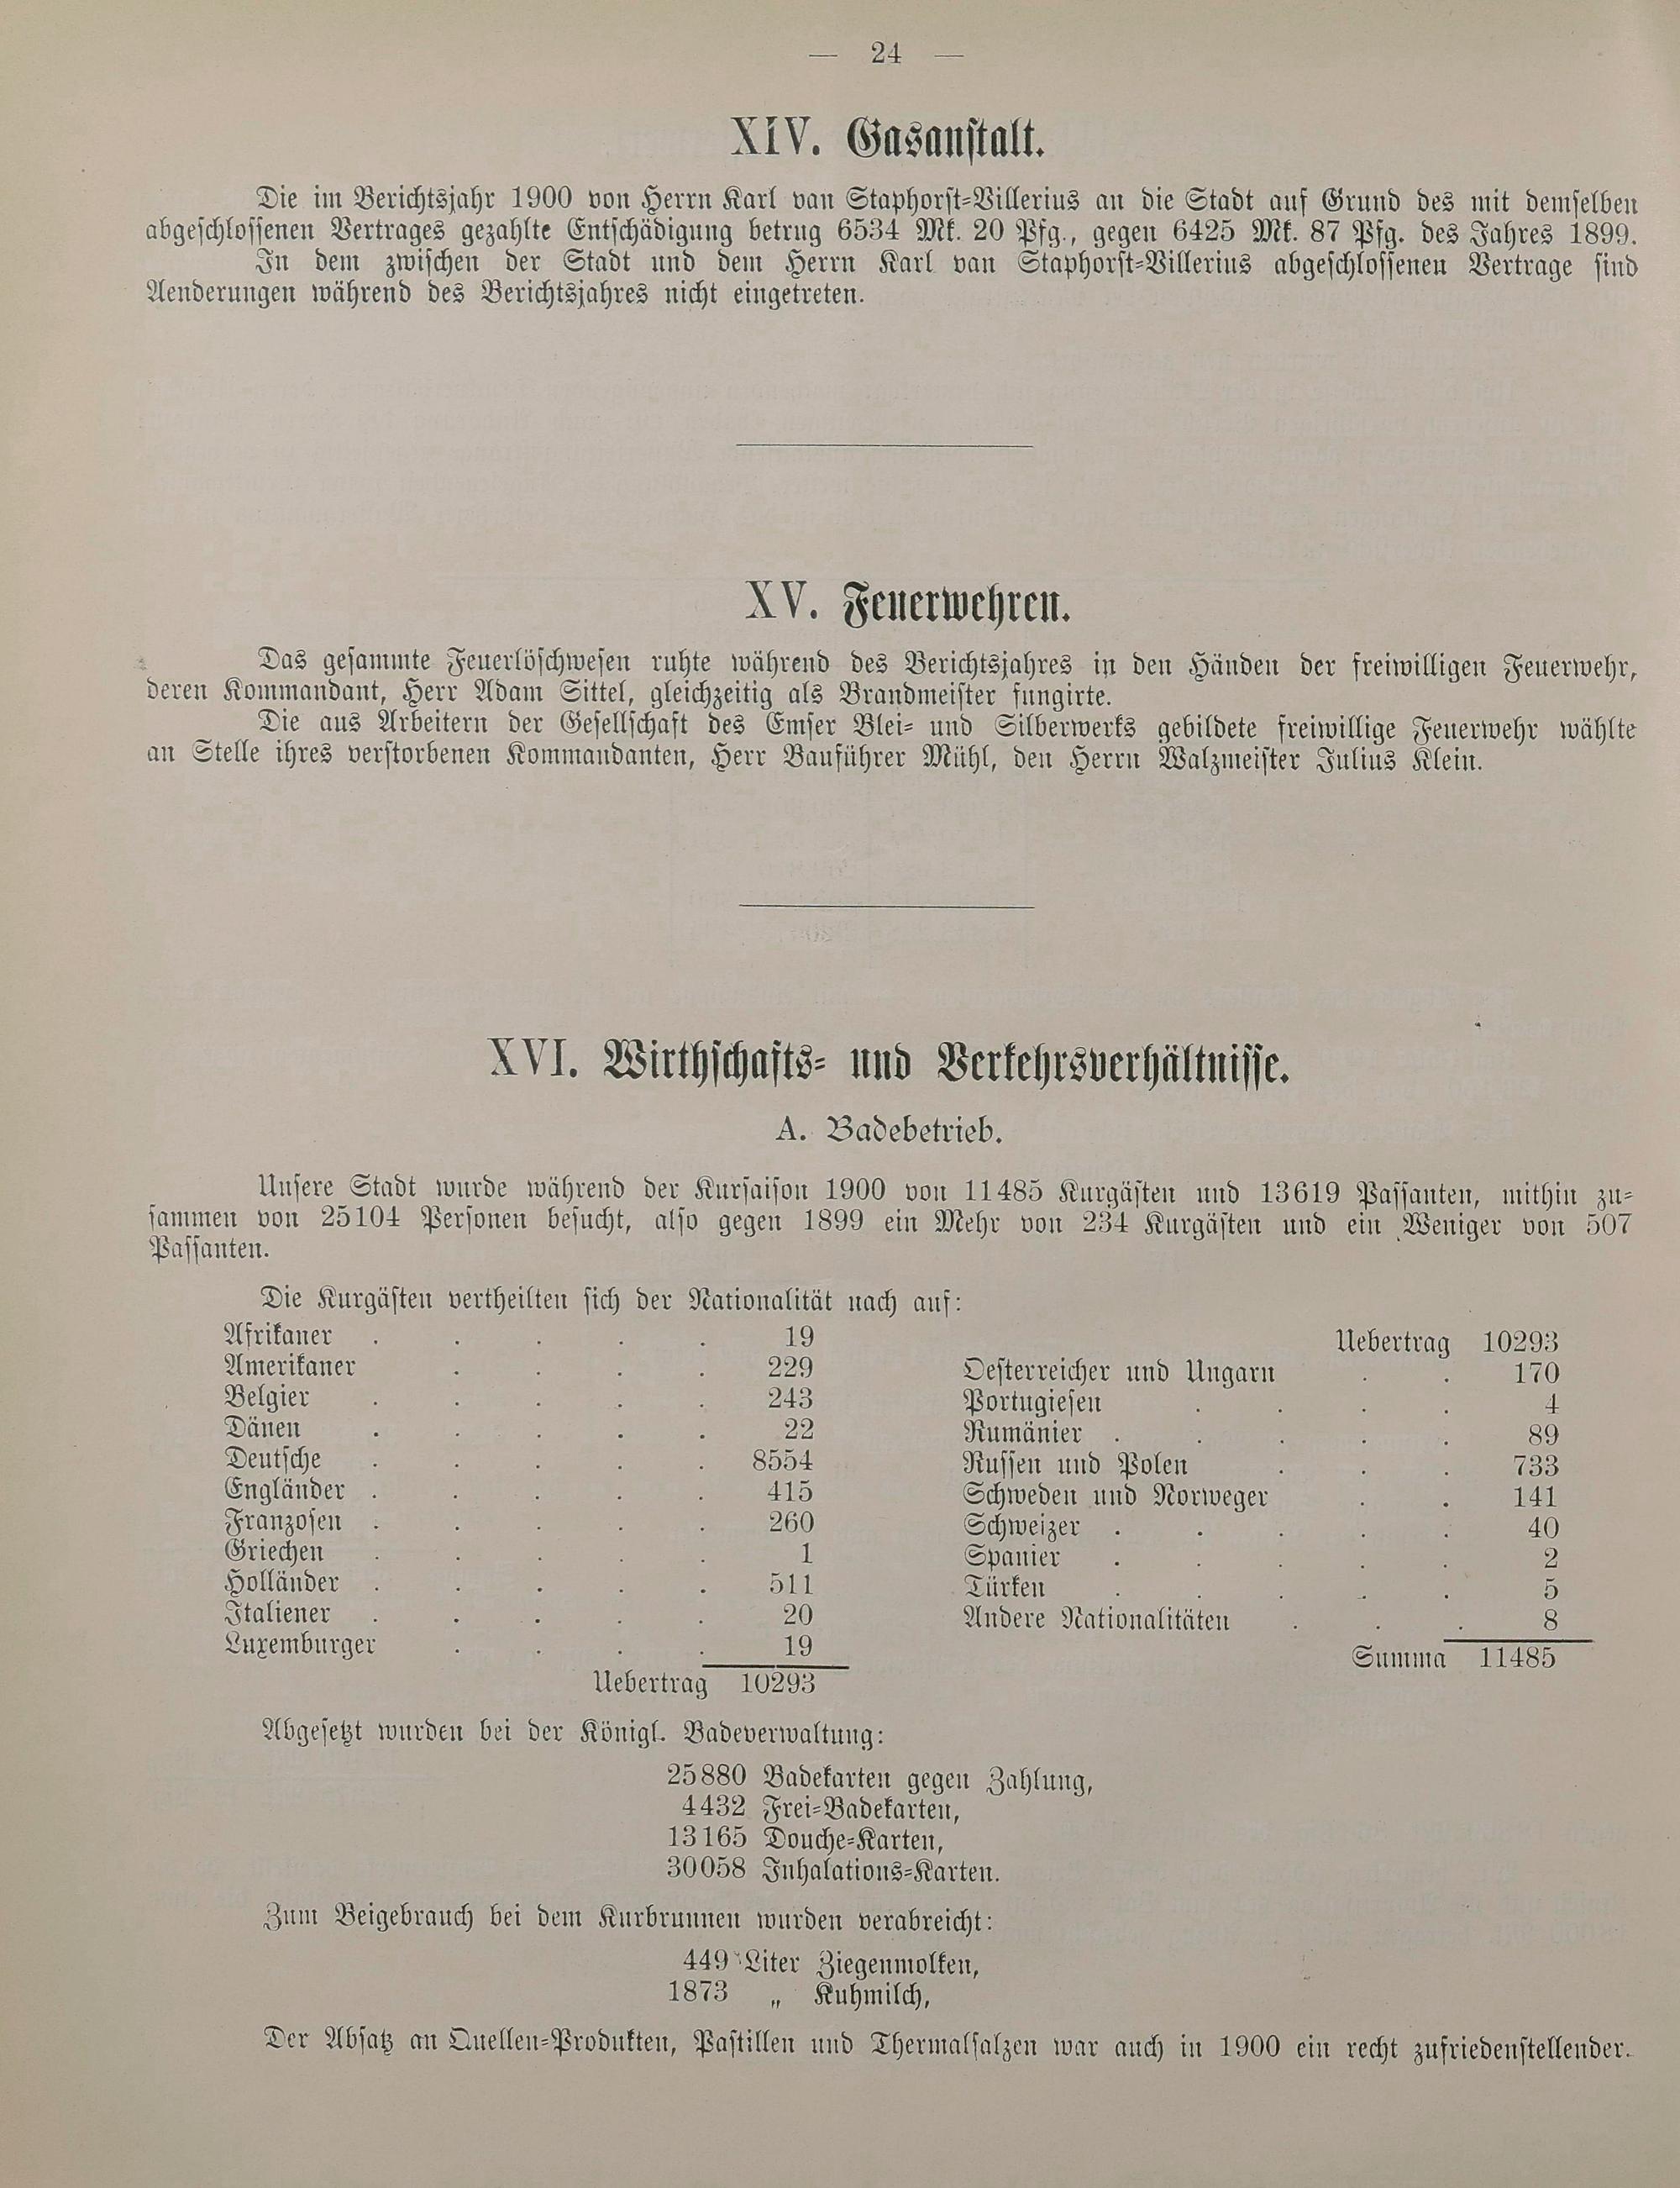 — 24 —
XIV. Gasanstalt.
Die im Berichtsjahr 1900 von Herrn Karl van Staphorst-Villerius an die Stadt auf Grund des mit demselben
abgeschlossenen Vertrages gezahlte Entschädigung betrug 6534 Mk. 20 Pfg., gegen 6425 Mk. 87 Pfg. des Jahres 1899.
In dem zwischen der Stadt und dem Herrn Karl van Staphorst-Villerius abgeschlossenen Vertrage sind
Aenderungen während des Berichtsjahres nicht eingetreten.
XV. Feuerwehren.
Das gesammte Feuerlöschwesen ruhte während des Berichtsjahres in den Händen der freiwilligen Feuerwehr,
deren Kommandant, Herr Adam Sittel, gleichzeitig als Brandmeister fungirte.
Die aus Arbeitern der Gesellschaft des Emser Blei- und Silberwerks gebildete freiwillige Feuerwehr wählte
an Stelle ihres verstorbenen Kommandanten, Herr Bauführer Mühl, den Herrn Walzmeister Julius Klein.
XVI. Wirthschafts- und Verkehrsverhältnisse.
A. Badebetrieb.
Unsere Stadt wurde während der Kursaison 1900 von 11485 Kurgästen und 13619 Passanten, mithin zu-
sammen von 25104 Personen besucht, also gegen 1899 ein Mehr von 234 Kurgästen und ein Weniger von 507
Passanten.
Die Kurgästen vertheilten sich der Nationalität nach auf:
Afrikaner . . . . . 19
Amerikaner . . . . 229
Belgier . . . . . 243
Dänen . . . . . 22
Deutsche . . . . . 8554
Engländer . . . . . 415
Franzosen . . . . . 260
Griechen . . . . . 1
Holländer . . . . . 511
Italiener . . . . . 20
Luxemburger . . . . 19
Uebertrag 10293
Uebertrag 10293
Oesterreicher und Ungarn . . 170
Portugiesen . . . . 4
Rumänier . . . . . 89
Russen und Polen . . . 733
Schweden und Norweger . . 141
Schweizer . . . . . 40
Spanier . . . . . 2
Türken . . . . . 5
Andere Nationalitäten . . . 8
Summa 11485
Abgesetzt wurden bei der Königl. Badeverwaltung:
25880 Badekarten gegen Zahlung,
4432 Frei-Badekarten,
13165 Douche-Karten,
30058 Inhalations-Karten.
Zum Beigebrauch bei dem Kurbrunnen wurden verabreicht:
449 Liter Ziegenmolken,
1873 „ Kuhmilch,
Der Absatz an Quellen-Produkten, Pastillen und Thermalsalzen war auch in 1900 ein recht zufriedenstellender.